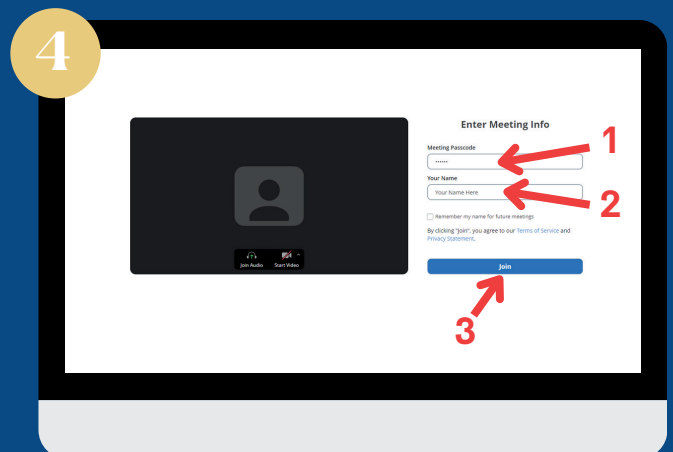 4
Enter Meeting Info
Meeting Passcode
······
1
Your Name
Your Name Here
2
Remember my name for future meetings
By clicking "Join", you agree to our Terms of Service and
Privacy Statement.
Join Audio
Start Video
Join
3